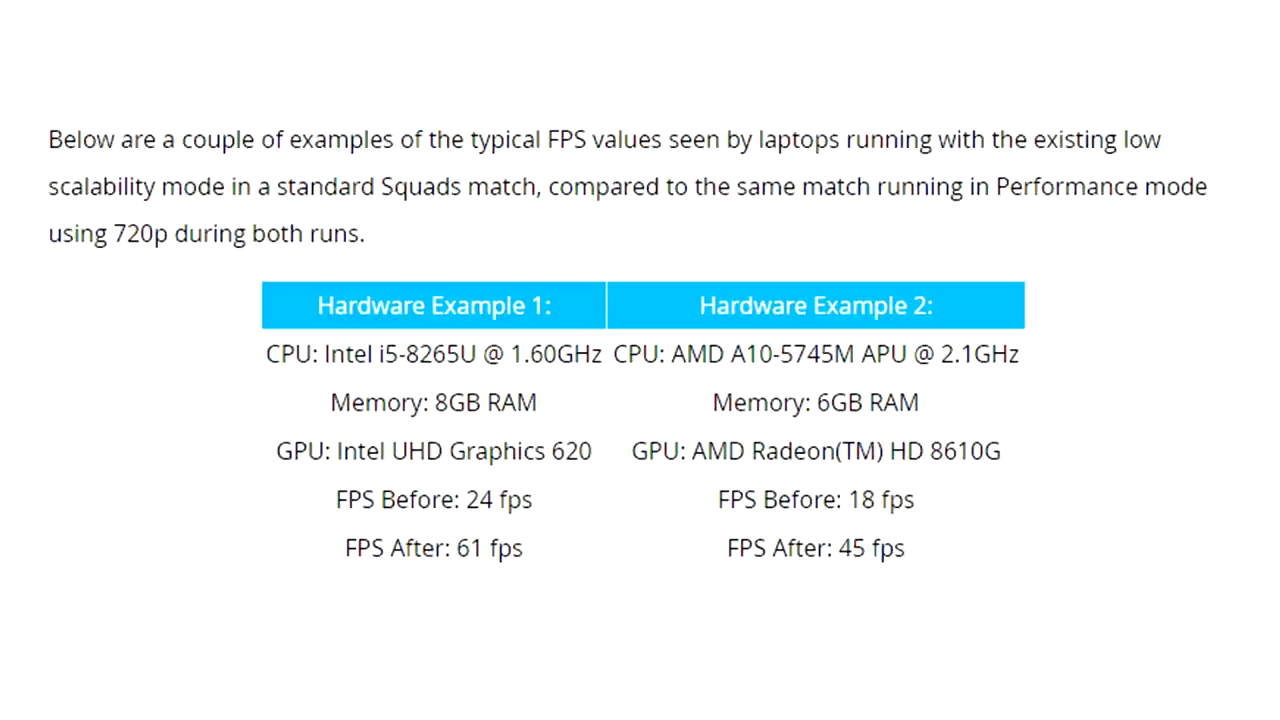 Below are a couple of examples of the typical FPS values seen by laptops running with the existing low
scalability mode in a standard Squads match, compared to the same match running in Performance mode
using 720p during both runs.
Hardware Example 1: Hardware Example 2:
CPU: Intel i5-8265U @ 1.60GHz CPU: AMD A10-5745M APU @ 2.1GHz
Memory: 8GB RAM Memory: 6GB RAM
GPU: Intel UHD Graphics 620 GPU: AMD Radeon(TM) HD 8610G
FPS Before: 24 fps FPS Before: 18 fps
FPS After: 61 fps FPS After: 45 fps